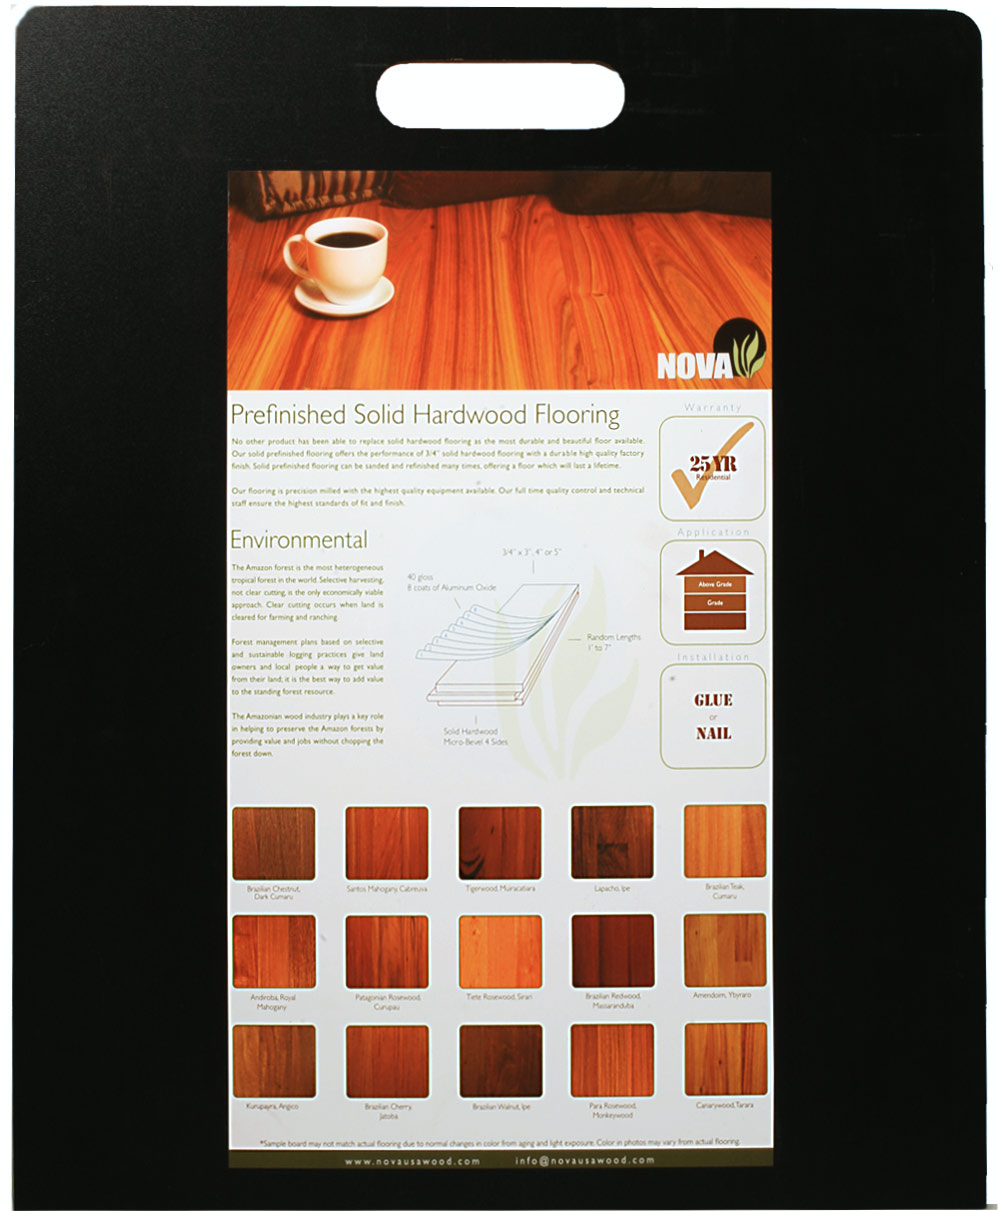 NOVA
Prefinished Solid Hardwood Flooring
No other product has been able to replace solid hardwood flooring as the most durable and beautiful floor available.
Our solid prefinished flooring offers the performance of 3/4" solid hardwood flooring with a durable high quality factory
finish. Solid prefinished flooring can be sanded and refinished many times, offering a floor which will last a lifetime.
Our flooring is precision milled with the highest quality equipment available. Our full time quality control and technical
staff ensure the highest standards of fit and finish.
Warranty
25 YR
Residential
Application
Above Grade
Grade
Installation
GLUE
or
NAIL
Environmental
The Amazon forest is the most heterogeneous
tropical forest in the world. Selective harvesting,
not clear cutting, is the only economically viable
approach. Clear cutting occurs when land is
cleared for farming and ranching.
Forest management plans based on selective
and sustainable logging practices give land
owners and local people a way to get value
from their land; it is the best way to add value
to the standing forest resource.
The Amazonian wood industry plays a key role
in helping to preserve the Amazon forests by
providing value and jobs without chopping the
forest down.
3/4" x 3", 4" or 5"
40 gloss
8 coats of Aluminum Oxide
Random Lengths
1' to 7'
Solid Hardwood
Micro-Bevel 4 Sides
Brazilian Chestnut,
Dark Cumaru
Santos Mahogany, Cabreuva
Tigerwood, Muiracatiara
Lapacho, Ipe
Brazilian Teak,
Cumaru
Andiroba, Royal
Mahogany
Patagonian Rosewood,
Curupau
Tiete Rosewood, Sirari
Brazilian Redwood,
Massaranduba
Amendoim, Ybyraro
Kurupayra, Angico
Brazilian Cherry,
Jatoba
Brazilian Walnut, Ipe
Para Rosewood,
Monkeywood
Canarywood, Tarara
*Sample board may not match actual flooring due to normal changes in color from aging and light exposure. Color in photos may vary from actual flooring.
www.novausawood.com info@novausawood.com